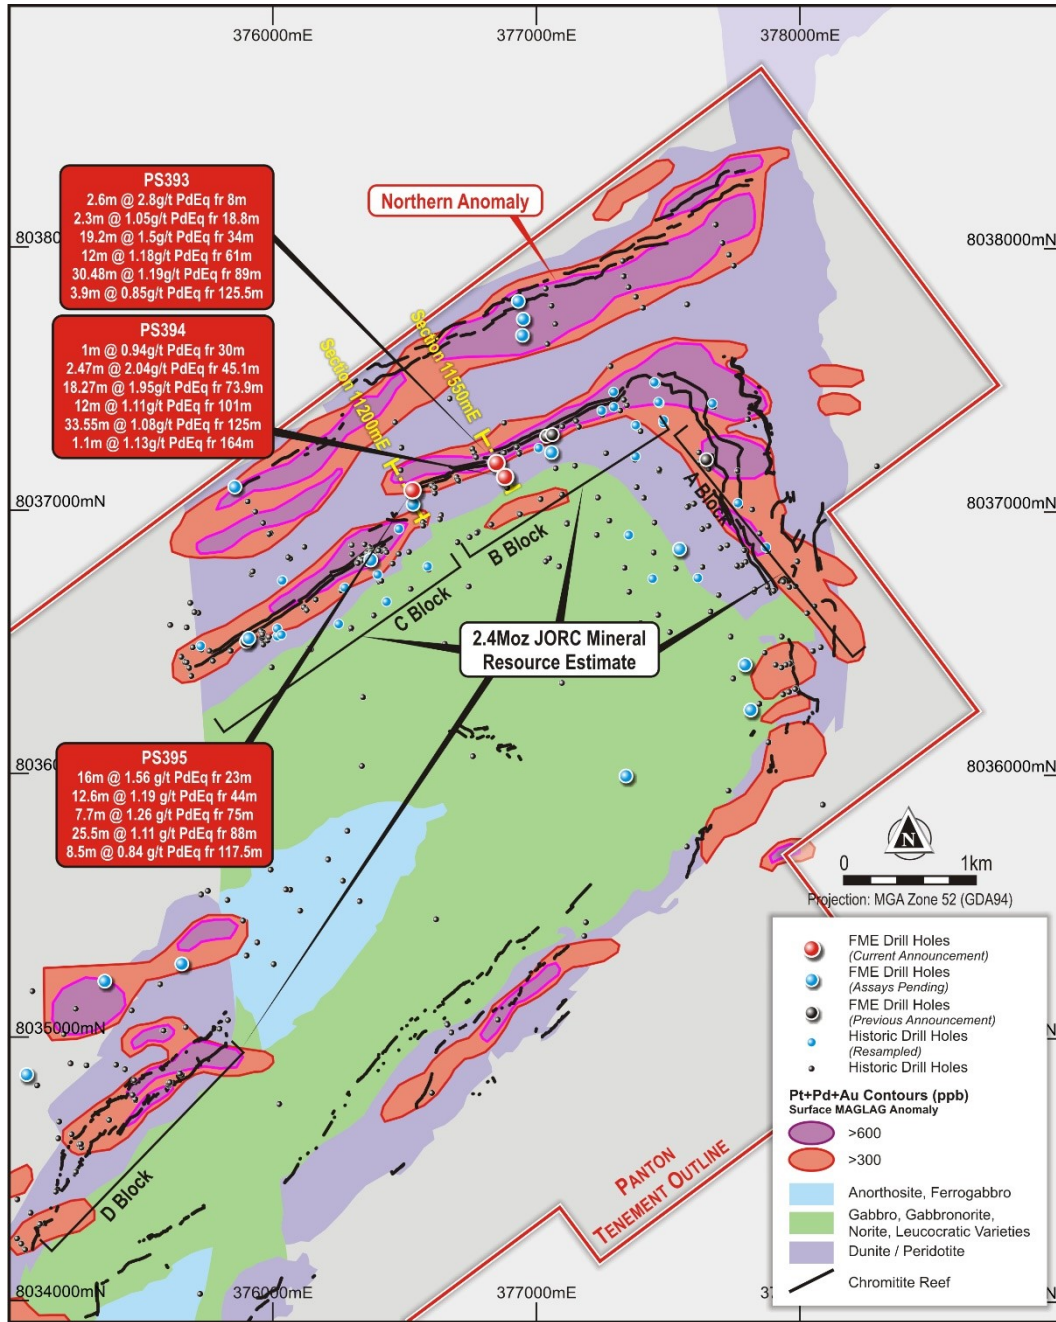 376000mE
377000mE
378000mE
PS393
2.6m @ 2.8g/t PdEq fr 8m
2.3m @ 1.05g/t PdEq fr 18.8m
19.2m @ 1.5g/t PdEq fr 34m
12m @ 1.18g/t PdEq fr 61m
30.48m @ 1.19g/t PdEq fr 89m
3.9m @ 0.85g/t PdEq fr 125.5m
Northern Anomaly
8038000mN
PS394
1m @ 0.94g/t PdEq fr 30m
2.47m @ 2.04g/t PdEq fr 45.1m
18.27m @ 1.95g/t PdEq fr 73.9m
12m @ 1.11g/t PdEq fr 101m
33.55m @ 1.08g/t PdEq fr 125m
1.1m @ 1.13g/t PdEq fr 164m
Section 11200mE
Section 11550mE
8037000mN
8037000mN
A Block
B Block
C Block
2.4Moz JORC Mineral
Resource Estimate
PS395
16m @ 1.56 g/t PdEq fr 23m
12.6m @ 1.19 g/t PdEq fr 44m
7.7m @ 1.26 g/t PdEq fr 75m
25.5m @ 1.11 g/t PdEq fr 88m
8.5m @ 0.84 g/t PdEq fr 117.5m
8036000mN
N
0 1km
Projection: MGA Zone 52 (GDA94)
8035000mN
D Block
PANTON
TENEMENT OUTLINE
FME Drill Holes
(Current Announcement)
FME Drill Holes
(Assays Pending)
FME Drill Holes
(Previous Announcement)
Historic Drill Holes
(Resampled)
Historic Drill Holes
Pt+Pd+Au Contours (ppb)
Surface MAGLAG Anomaly
>600
>300
Anorthosite, Ferrogabbro
Gabbro, Gabbronorite,
Norite, Leucocratic Varieties
Dunite / Peridotite
Chromitite Reef
8034000mN
376000mE
377000mE